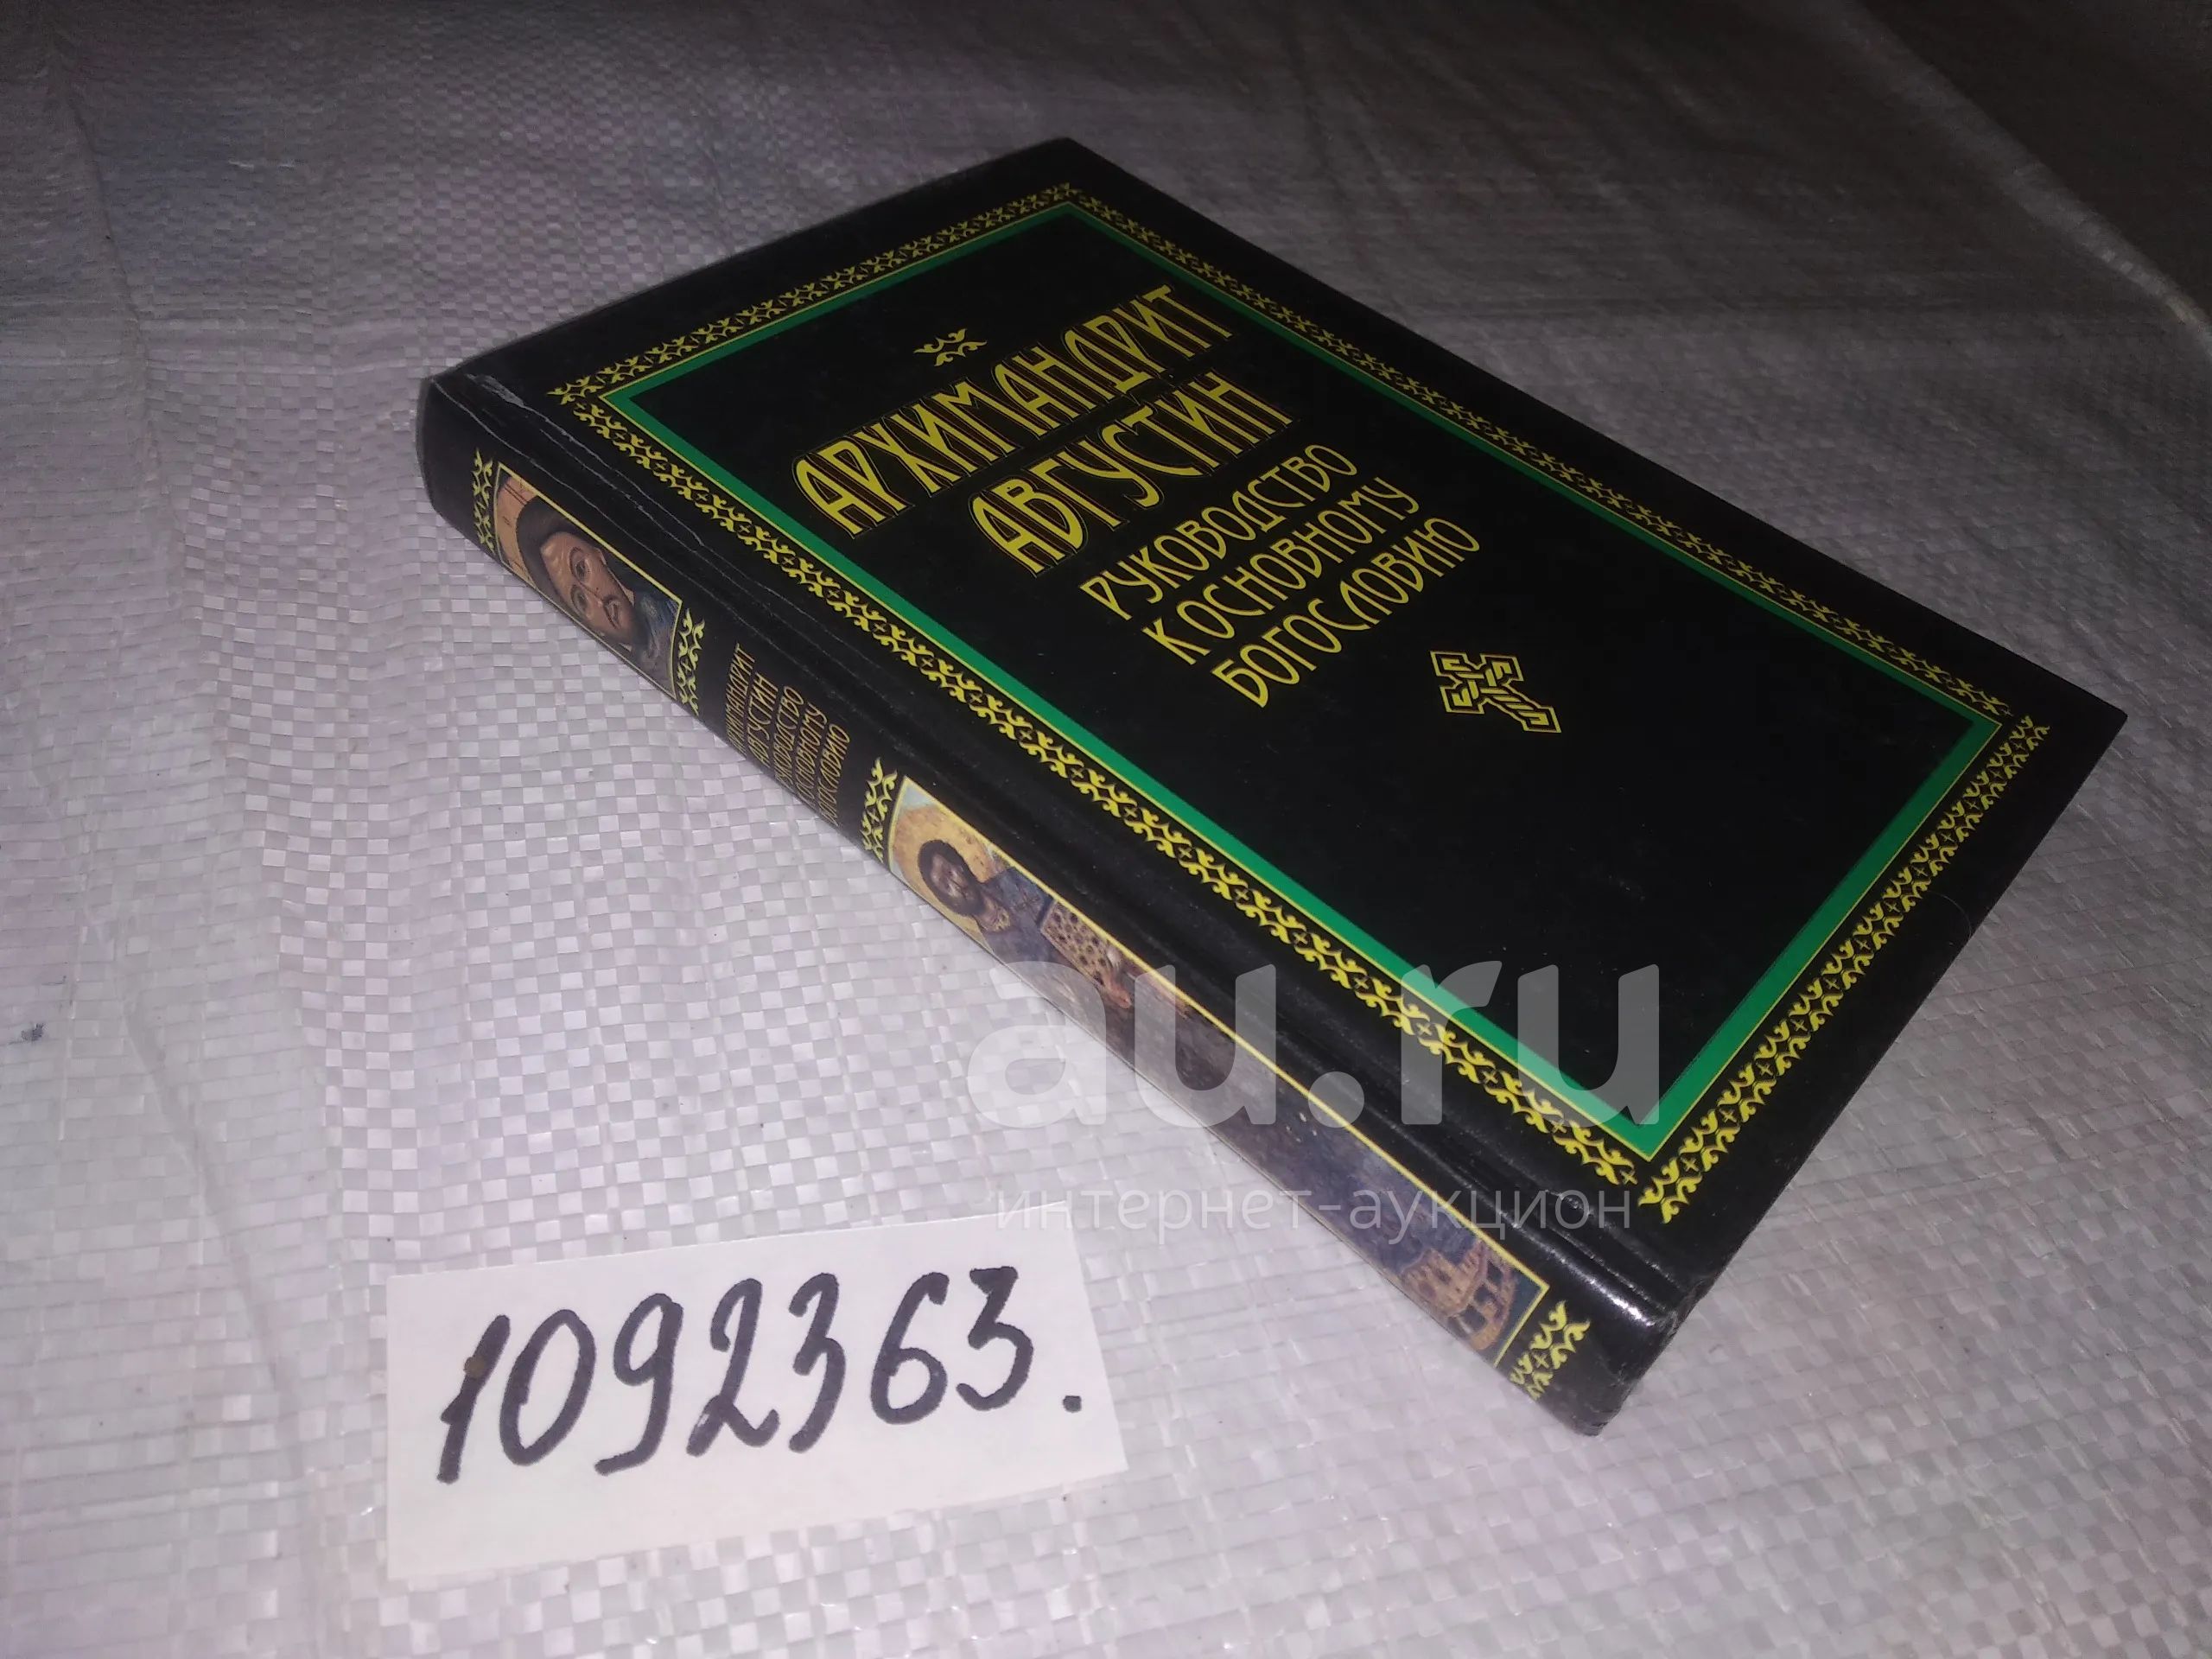 АРХИМАНДРИТ
АВГУСТИН
РУКОВОДСТВО
К ОСНОВНОМУ
БОГОСЛОВИЮ
АРХИМАНДРИТ
АВГУСТИН
РУКОВОДСТВО
К ОСНОВНОМУ
БОГОСЛОВИЮ
au.ru
интернет-аукцион
1092363.